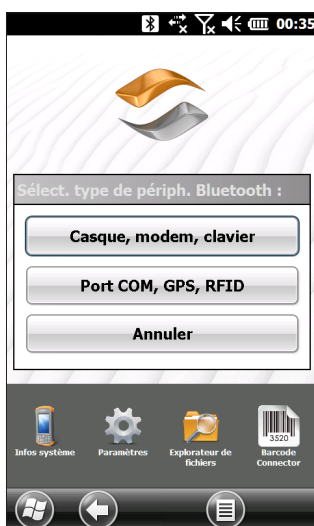 00:35
Sélect. type de périph. Bluetooth :
Casque, modem, clavier
Port COM, GPS, RFID
Annuler
3520
Infos système
Paramètres
Explorateur de
fichiers
Barcode
Connector